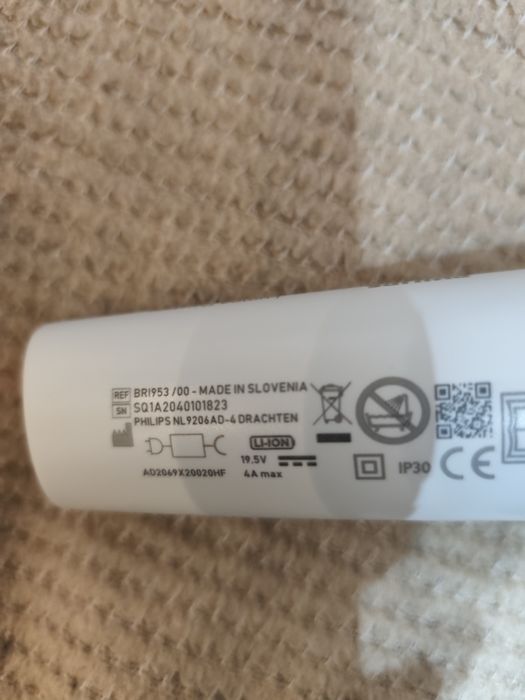 REF BRI953 /00 - MADE IN SLOVENIA
SN SQ1A2040101823
PHILIPS NL9206AD-4 DRACHTEN
LI-ION
19,5V
AD2069X20020HF
4A max
IP30 CE